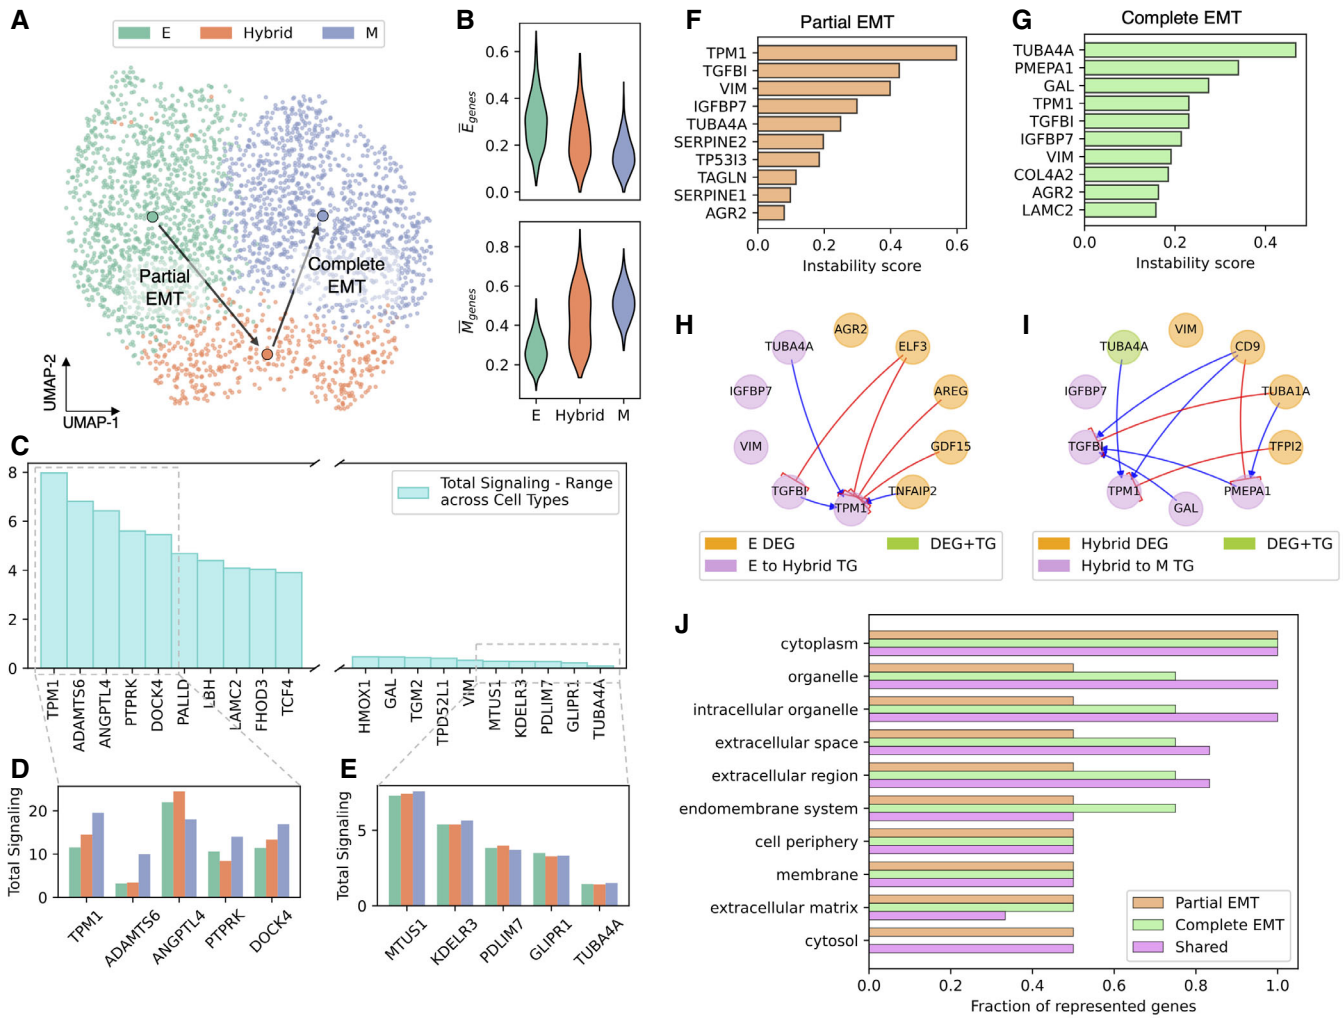 A
E
Hybrid
M
Partial
EMT
Complete
EMT
UMAP-2
UMAP-1
B
E̅genes
0.6
0.4
0.2
0.0
M̅genes
0.8
0.6
0.4
0.2
E
Hybrid
M
F
Partial EMT
TPM1
TGFBI
VIM
IGFBP7
TUBA4A
SERPINE2
TP53I3
TAGLN
SERPINE1
AGR2
0.0
0.2
0.4
0.6
Instability score
G
Complete EMT
TUBA4A
PMEPA1
GAL
TPM1
TGFBI
IGFBP7
VIM
COL4A2
AGR2
LAMC2
0.0
0.2
0.4
Instability score
H
AGR2
TUBA4A
ELF3
IGFBP7
AREG
VIM
GDF15
TGFBI
TNFAIP2
TPM1
E DEG
DEG+TG
E to Hybrid TG
I
VIM
TUBA4A
CD9
IGFBP7
TUBA1A
TGFBI
TFPI2
TPM1
PMEPA1
GAL
Hybrid DEG
DEG+TG
Hybrid to M TG
C
8
6
4
2
0
Total Signaling - Range
across Cell Types
TPM1
ADAMTS6
ANGPTL4
PTPRK
DOCK4
PALLD
LBH
LAMC2
FHOD3
TCF4
HMOX1
GAL
TGM2
TPD52L1
VIM
MTUS1
KDELR3
PDLIM7
GLIPR1
TUBA4A
D
Total Signaling
20
10
0
TPM1
ADAMTS6
ANGPTL4
PTPRK
DOCK4
E
Total Signaling
5
0
MTUS1
KDELR3
PDLIM7
GLIPR1
TUBA4A
J
cytoplasm
organelle
intracellular organelle
extracellular space
extracellular region
endomembrane system
cell periphery
membrane
extracellular matrix
cytosol
Partial EMT
Complete EMT
Shared
0.0
0.2
0.4
0.6
0.8
1.0
Fraction of represented genes